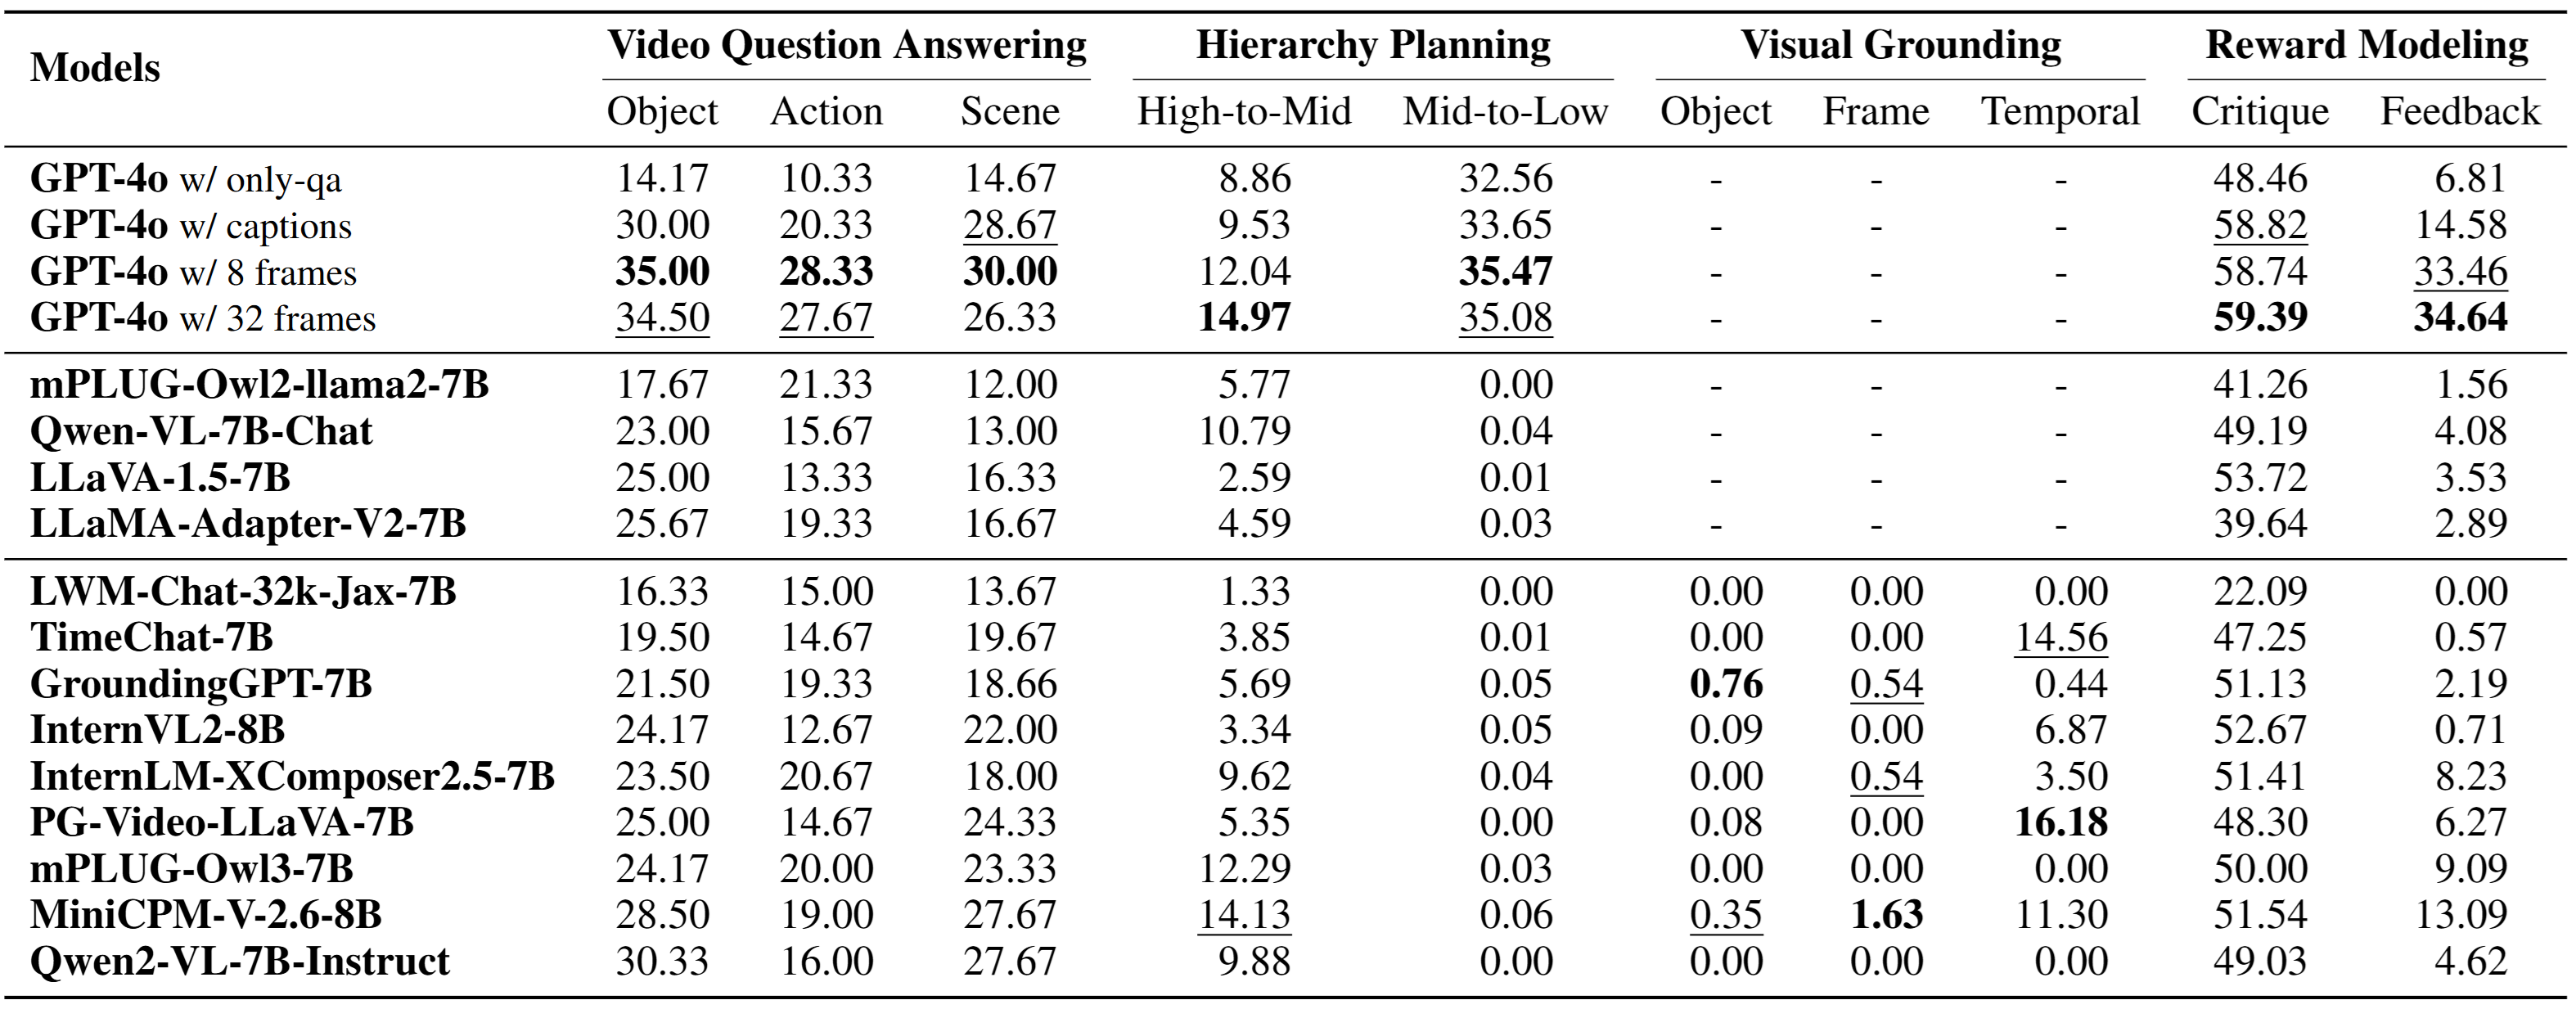 Models Video Question Answering Hierarchy Planning Visual Grounding Reward Modeling
Object Action Scene High-to-Mid Mid-to-Low Object Frame Temporal Critique Feedback
GPT-4o w/ only-qa 14.17 10.33 14.67 8.86 32.56 - - - 48.46 6.81
GPT-4o w/ captions 30.00 20.33 28.67 9.53 33.65 - - - 58.82 14.58
GPT-4o w/ 8 frames 35.00 28.33 30.00 12.04 35.47 - - - 58.74 33.46
GPT-4o w/ 32 frames 34.50 27.67 26.33 14.97 35.08 - - - 59.39 34.64
mPLUG-Owl2-llama2-7B 17.67 21.33 12.00 5.77 0.00 - - - 41.26 1.56
Qwen-VL-7B-Chat 23.00 15.67 13.00 10.79 0.04 - - - 49.19 4.08
LLaVA-1.5-7B 25.00 13.33 16.33 2.59 0.01 - - - 53.72 3.53
LLaMA-Adapter-V2-7B 25.67 19.33 16.67 4.59 0.03 - - - 39.64 2.89
LWM-Chat-32k-Jax-7B 16.33 15.00 13.67 1.33 0.00 0.00 0.00 0.00 22.09 0.00
TimeChat-7B 19.50 14.67 19.67 3.85 0.01 0.00 0.00 14.56 47.25 0.57
GroundingGPT-7B 21.50 19.33 18.66 5.69 0.05 0.76 0.54 0.44 51.13 2.19
InternVL2-8B 24.17 12.67 22.00 3.34 0.05 0.09 0.00 6.87 52.67 0.71
InternLM-XComposer2.5-7B 23.50 20.67 18.00 9.62 0.04 0.00 0.54 3.50 51.41 8.23
PG-Video-LLaVA-7B 25.00 14.67 24.33 5.35 0.00 0.08 0.00 16.18 48.30 6.27
mPLUG-Owl3-7B 24.17 20.00 23.33 12.29 0.03 0.00 0.00 0.00 50.00 9.09
MiniCPM-V-2.6-8B 28.50 19.00 27.67 14.13 0.06 0.35 1.63 11.30 51.54 13.09
Qwen2-VL-7B-Instruct 30.33 16.00 27.67 9.88 0.00 0.00 0.00 0.00 49.03 4.62